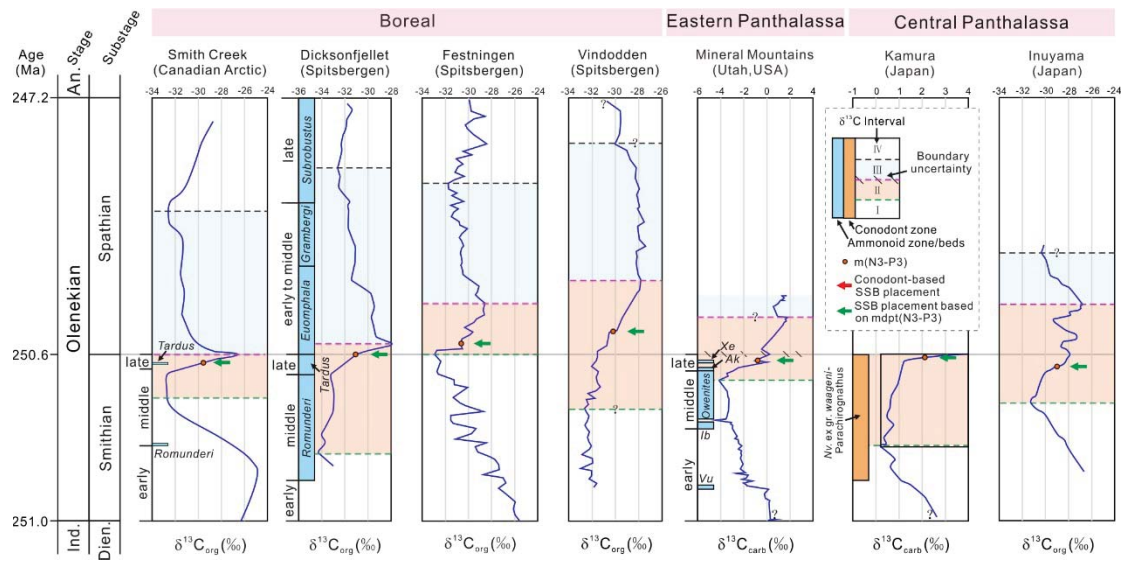 Boreal
Eastern Panthalassa
Central Panthalassa
Age
(Ma)
Stage
Substage
Smith Creek
(Canadian Arctic)
Dicksonfjellet
(Spitsbergen)
Festningen
(Spitsbergen)
Vindodden
(Spitsbergen)
Mineral Mountains
(Utah,USA)
Kamura
(Japan)
Inuyama
(Japan)
An.
-34 -32 -30 -28 -26 -24
-36 -34 -32 -30 -28
-34 -32 -30 -28 -26 -24
-34 -32 -30 -28 -26 -24
-6 -4 -2 0 2 4
-1 0 2 4
-34 -32 -30 -28 -26 -24
247.2
250.6
251.0
Olenekian
Spathian
Smithian
Ind.
Dien.
Tardus
late
middle
Romunderi
early
late
early to middle
middle
early
Subrobustus
Grambergi
Euomphala
Tardus
Romunderi
?
?
?
?
Xe
Ak
late
Owenites
middle
Ib
early
Vu
?
δ13C Interval
IV
III
II
I
Boundary
uncertainty
Conodont zone
Ammonoid zone/beds
m(N3-P3)
Conodont-based
SSB placement
SSB placement based
on mdpt(N3-P3)
Nv. ex gr. waageni-
Parachirognathus
?
?
δ13Corg(‰)
δ13Corg(‰)
δ13Corg(‰)
δ13Corg(‰)
δ13Ccarb(‰)
δ13Ccarb(‰)
δ13Corg(‰)